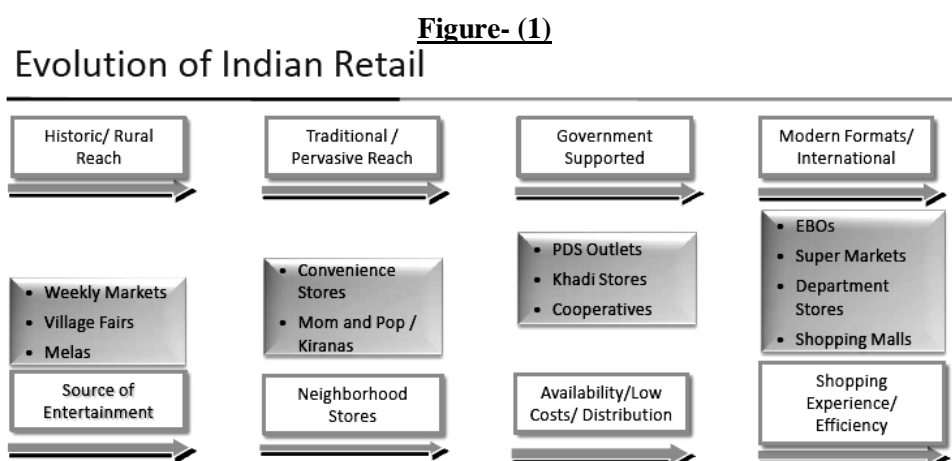 Figure- (1)
Evolution of Indian Retail
Historic/ Rural
Reach
Traditional /
Pervasive Reach
Government
Supported
Modern Formats/
International
• Weekly Markets
• Village Fairs
• Melas
• Convenience
Stores
• Mom and Pop /
Kiranas
• PDS Outlets
• Khadi Stores
• Cooperatives
• EBOs
• Super Markets
• Department
Stores
• Shopping Malls
Source of
Entertainment
Neighborhood
Stores
Availability/Low
Costs/ Distribution
Shopping
Experience/
Efficiency